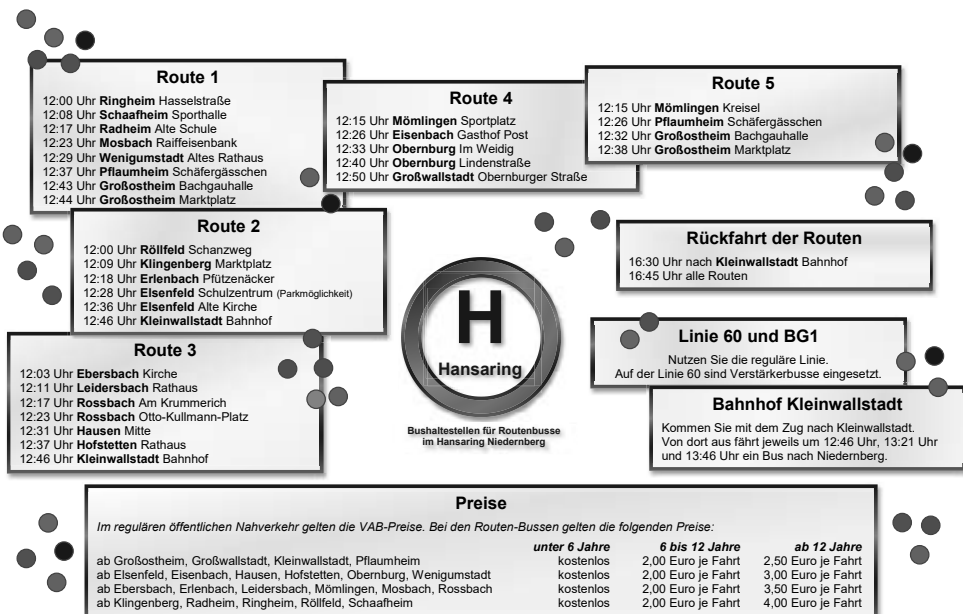 Route 1
12:00 Uhr Ringheim Hasselstraße
12:08 Uhr Schaafheim Sporthalle
12:17 Uhr Radheim Alte Schule
12:23 Uhr Mosbach Raiffeisenbank
12:29 Uhr Wenigumstadt Altes Rathaus
12:37 Uhr Pflaumheim Schäfergässchen
12:43 Uhr Großostheim Bachgauhalle
12:44 Uhr Großostheim Marktplatz
Route 4
12:15 Uhr Mömlingen Sportplatz
12:26 Uhr Eisenbach Gasthof Post
12:33 Uhr Obernburg Im Weidig
12:40 Uhr Obernburg Lindenstraße
12:50 Uhr Großwallstadt Obernburger Straße
Route 5
12:15 Uhr Mömlingen Kreisel
12:26 Uhr Pflaumheim Schäfergässchen
12:32 Uhr Großostheim Bachgauhalle
12:38 Uhr Großostheim Marktplatz
Route 2
12:00 Uhr Röllfeld Schanzweg
12:09 Uhr Klingenberg Marktplatz
12:18 Uhr Erlenbach Pfützenäcker
12:28 Uhr Elsenfeld Schulzentrum (Parkmöglichkeit)
12:36 Uhr Elsenfeld Alte Kirche
12:46 Uhr Kleinwallstadt Bahnhof
Rückfahrt der Routen
16:30 Uhr nach Kleinwallstadt Bahnhof
16:45 Uhr alle Routen
H
Hansaring
Bushaltestellen für Routenbusse
im Hansaring Niedernberg
Route 3
12:03 Uhr Ebersbach Kirche
12:11 Uhr Leidersbach Rathaus
12:17 Uhr Rossbach Am Krummerich
12:23 Uhr Rossbach Otto-Kullmann-Platz
12:31 Uhr Hausen Mitte
12:37 Uhr Hofstetten Rathaus
12:46 Uhr Kleinwallstadt Bahnhof
Linie 60 und BG1
Nutzen Sie die reguläre Linie.
Auf der Linie 60 sind Verstärkerbusse eingesetzt.
Bahnhof Kleinwallstadt
Kommen Sie mit dem Zug nach Kleinwallstadt.
Von dort aus fährt jeweils um 12:46 Uhr, 13:21 Uhr
und 13:46 Uhr ein Bus nach Niedernberg.
Preise
Im regulären öffentlichen Nahverkehr gelten die VAB-Preise. Bei den Routen-Bussen gelten die folgenden Preise:
unter 6 Jahre 6 bis 12 Jahre ab 12 Jahre
ab Großostheim, Großwallstadt, Kleinwallstadt, Pflaumheim kostenlos 2,00 Euro je Fahrt 2,50 Euro je Fahrt
ab Elsenfeld, Eisenbach, Hausen, Hofstetten, Obernburg, Wenigumstadt kostenlos 2,00 Euro je Fahrt 3,00 Euro je Fahrt
ab Ebersbach, Erlenbach, Leidersbach, Mömlingen, Mosbach, Rossbach kostenlos 2,00 Euro je Fahrt 3,50 Euro je Fahrt
ab Klingenberg, Radheim, Ringheim, Röllfeld, Schaafheim kostenlos 2,00 Euro je Fahrt 4,00 Euro je Fahrt